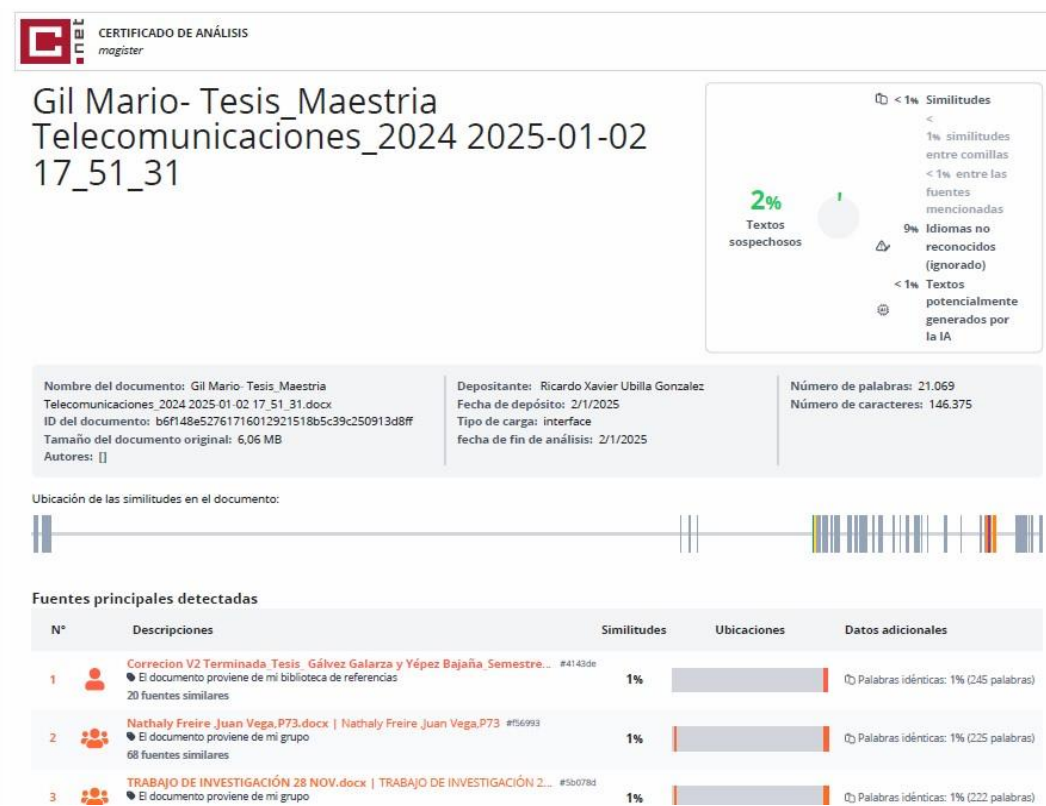 C.net
CERTIFICADO DE ANÁLISIS
magister
Gil Mario- Tesis_Maestria
Telecomunicaciones_2024 2025-01-02
17_51_31
2%
Textos
sospechosos
< 1% Similitudes
<
1% similitudes
entre comillas
< 1% entre las
fuentes
mencionadas
9% Idiomas no
reconocidos
(ignorado)
< 1% Textos
potencialmente
generados por
la IA
Nombre del documento: Gil Mario- Tesis_Maestria
Telecomunicaciones_2024 2025-01-02 17_51_31.docx
ID del documento: b6f148e52761716012921518b5c39c250913d8ff
Tamaño del documento original: 6,06 MB
Autores: []
Depositante: Ricardo Xavier Ubilla Gonzalez
Fecha de depósito: 2/1/2025
Tipo de carga: interface
fecha de fin de análisis: 2/1/2025
Número de palabras: 21.069
Número de caracteres: 146.375
Ubicación de las similitudes en el documento:
Fuentes principales detectadas
N° Descripciones Similitudes Ubicaciones Datos adicionales
Correcion V2 Terminada_Tesis_ Gálvez Galarza y Yépez Bajaña_Semestre... #4143de
1 El documento proviene de mi biblioteca de referencias 1% Palabras idénticas: 1% (245 palabras)
20 fuentes similares
Nathaly Freire ,Juan Vega,P73.docx | Nathaly Freire ,Juan Vega,P73 #f56993
2 El documento proviene de mi grupo 1% Palabras idénticas: 1% (225 palabras)
68 fuentes similares
TRABAJO DE INVESTIGACIÓN 28 NOV.docx | TRABAJO DE INVESTIGACIÓN 2... #5b078d
3 El documento proviene de mi grupo 1% Palabras idénticas: 1% (222 palabras)